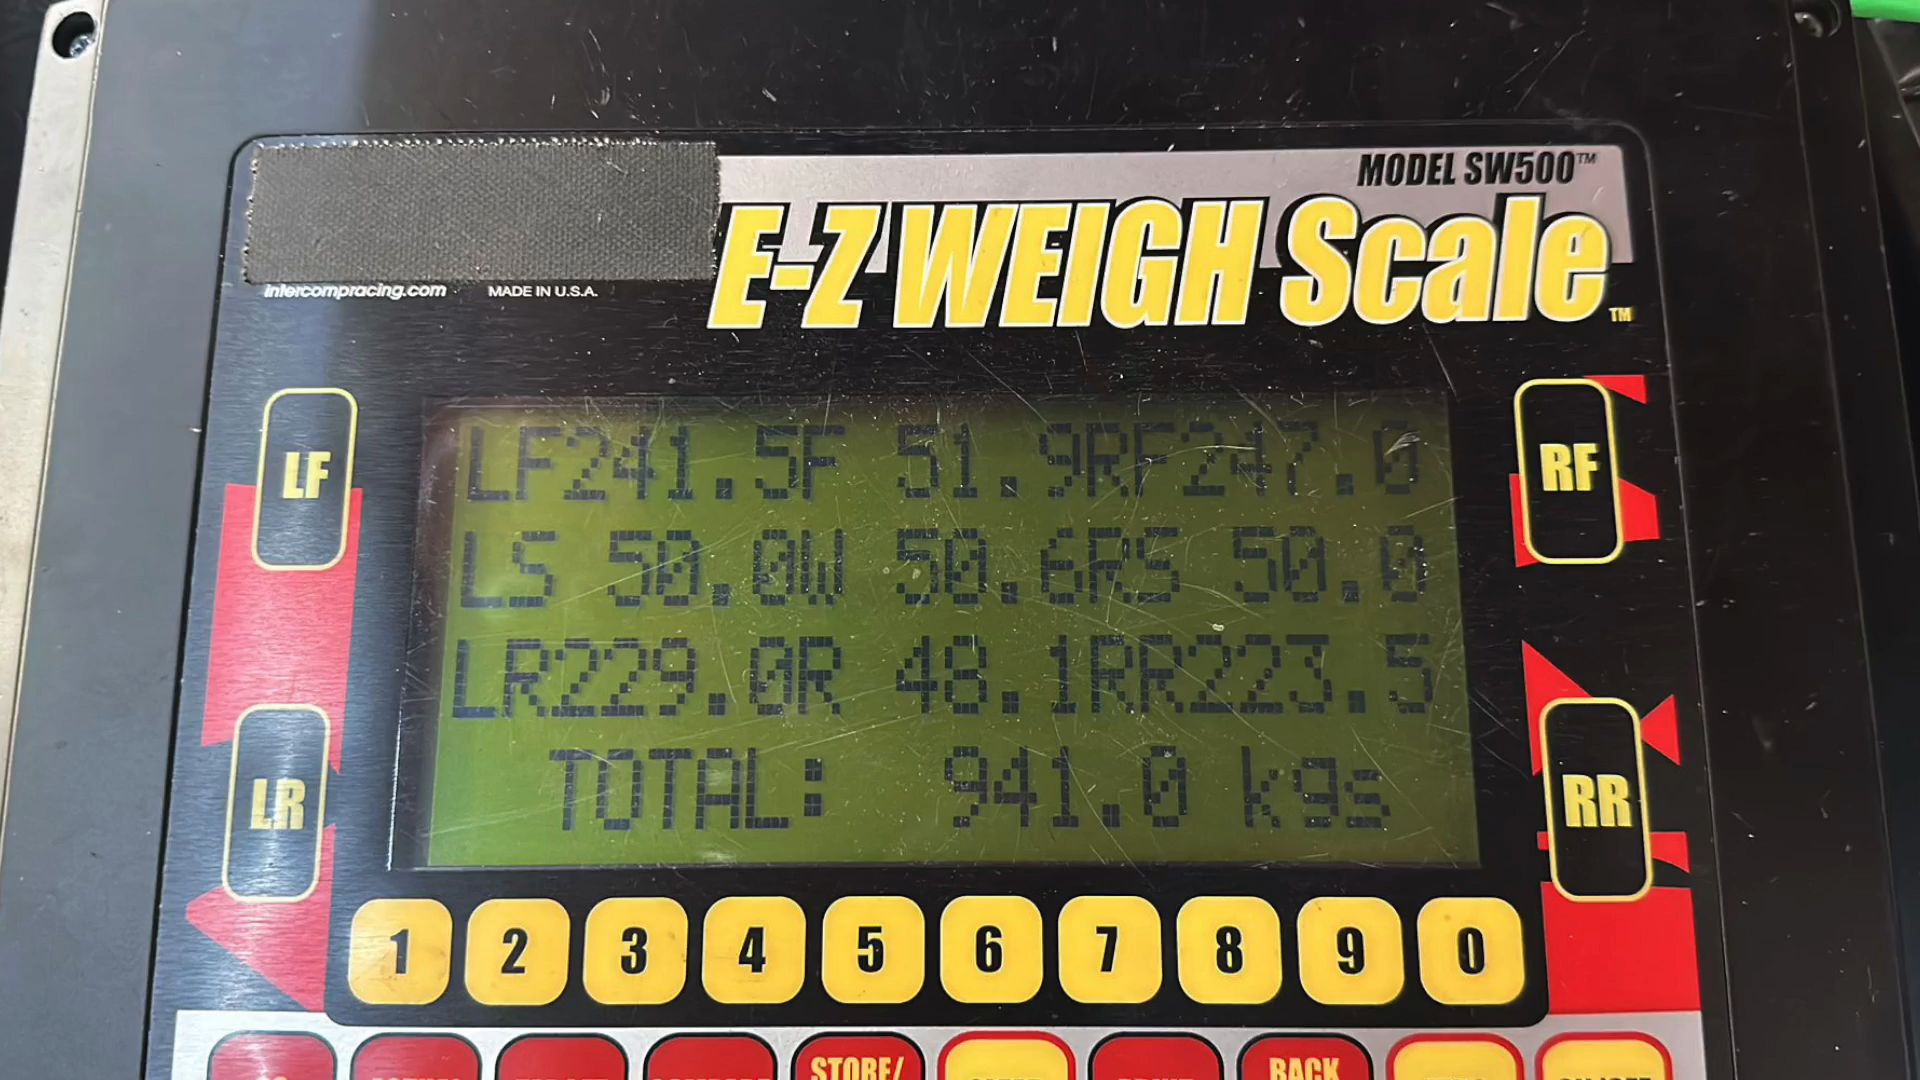 MODEL SW500™
E-Z WEIGH Scale™
intercompracing.com MADE IN U.S.A.
LF
RF
LF241.5F 51.9RF247.0
LS 50.0W 50.6RS 50.0
LR229.0R 48.1RR223.5
TOTAL: 941.0 kgs
LR
RR
1 2 3 4 5 6 7 8 9 0
STORE/
BACK